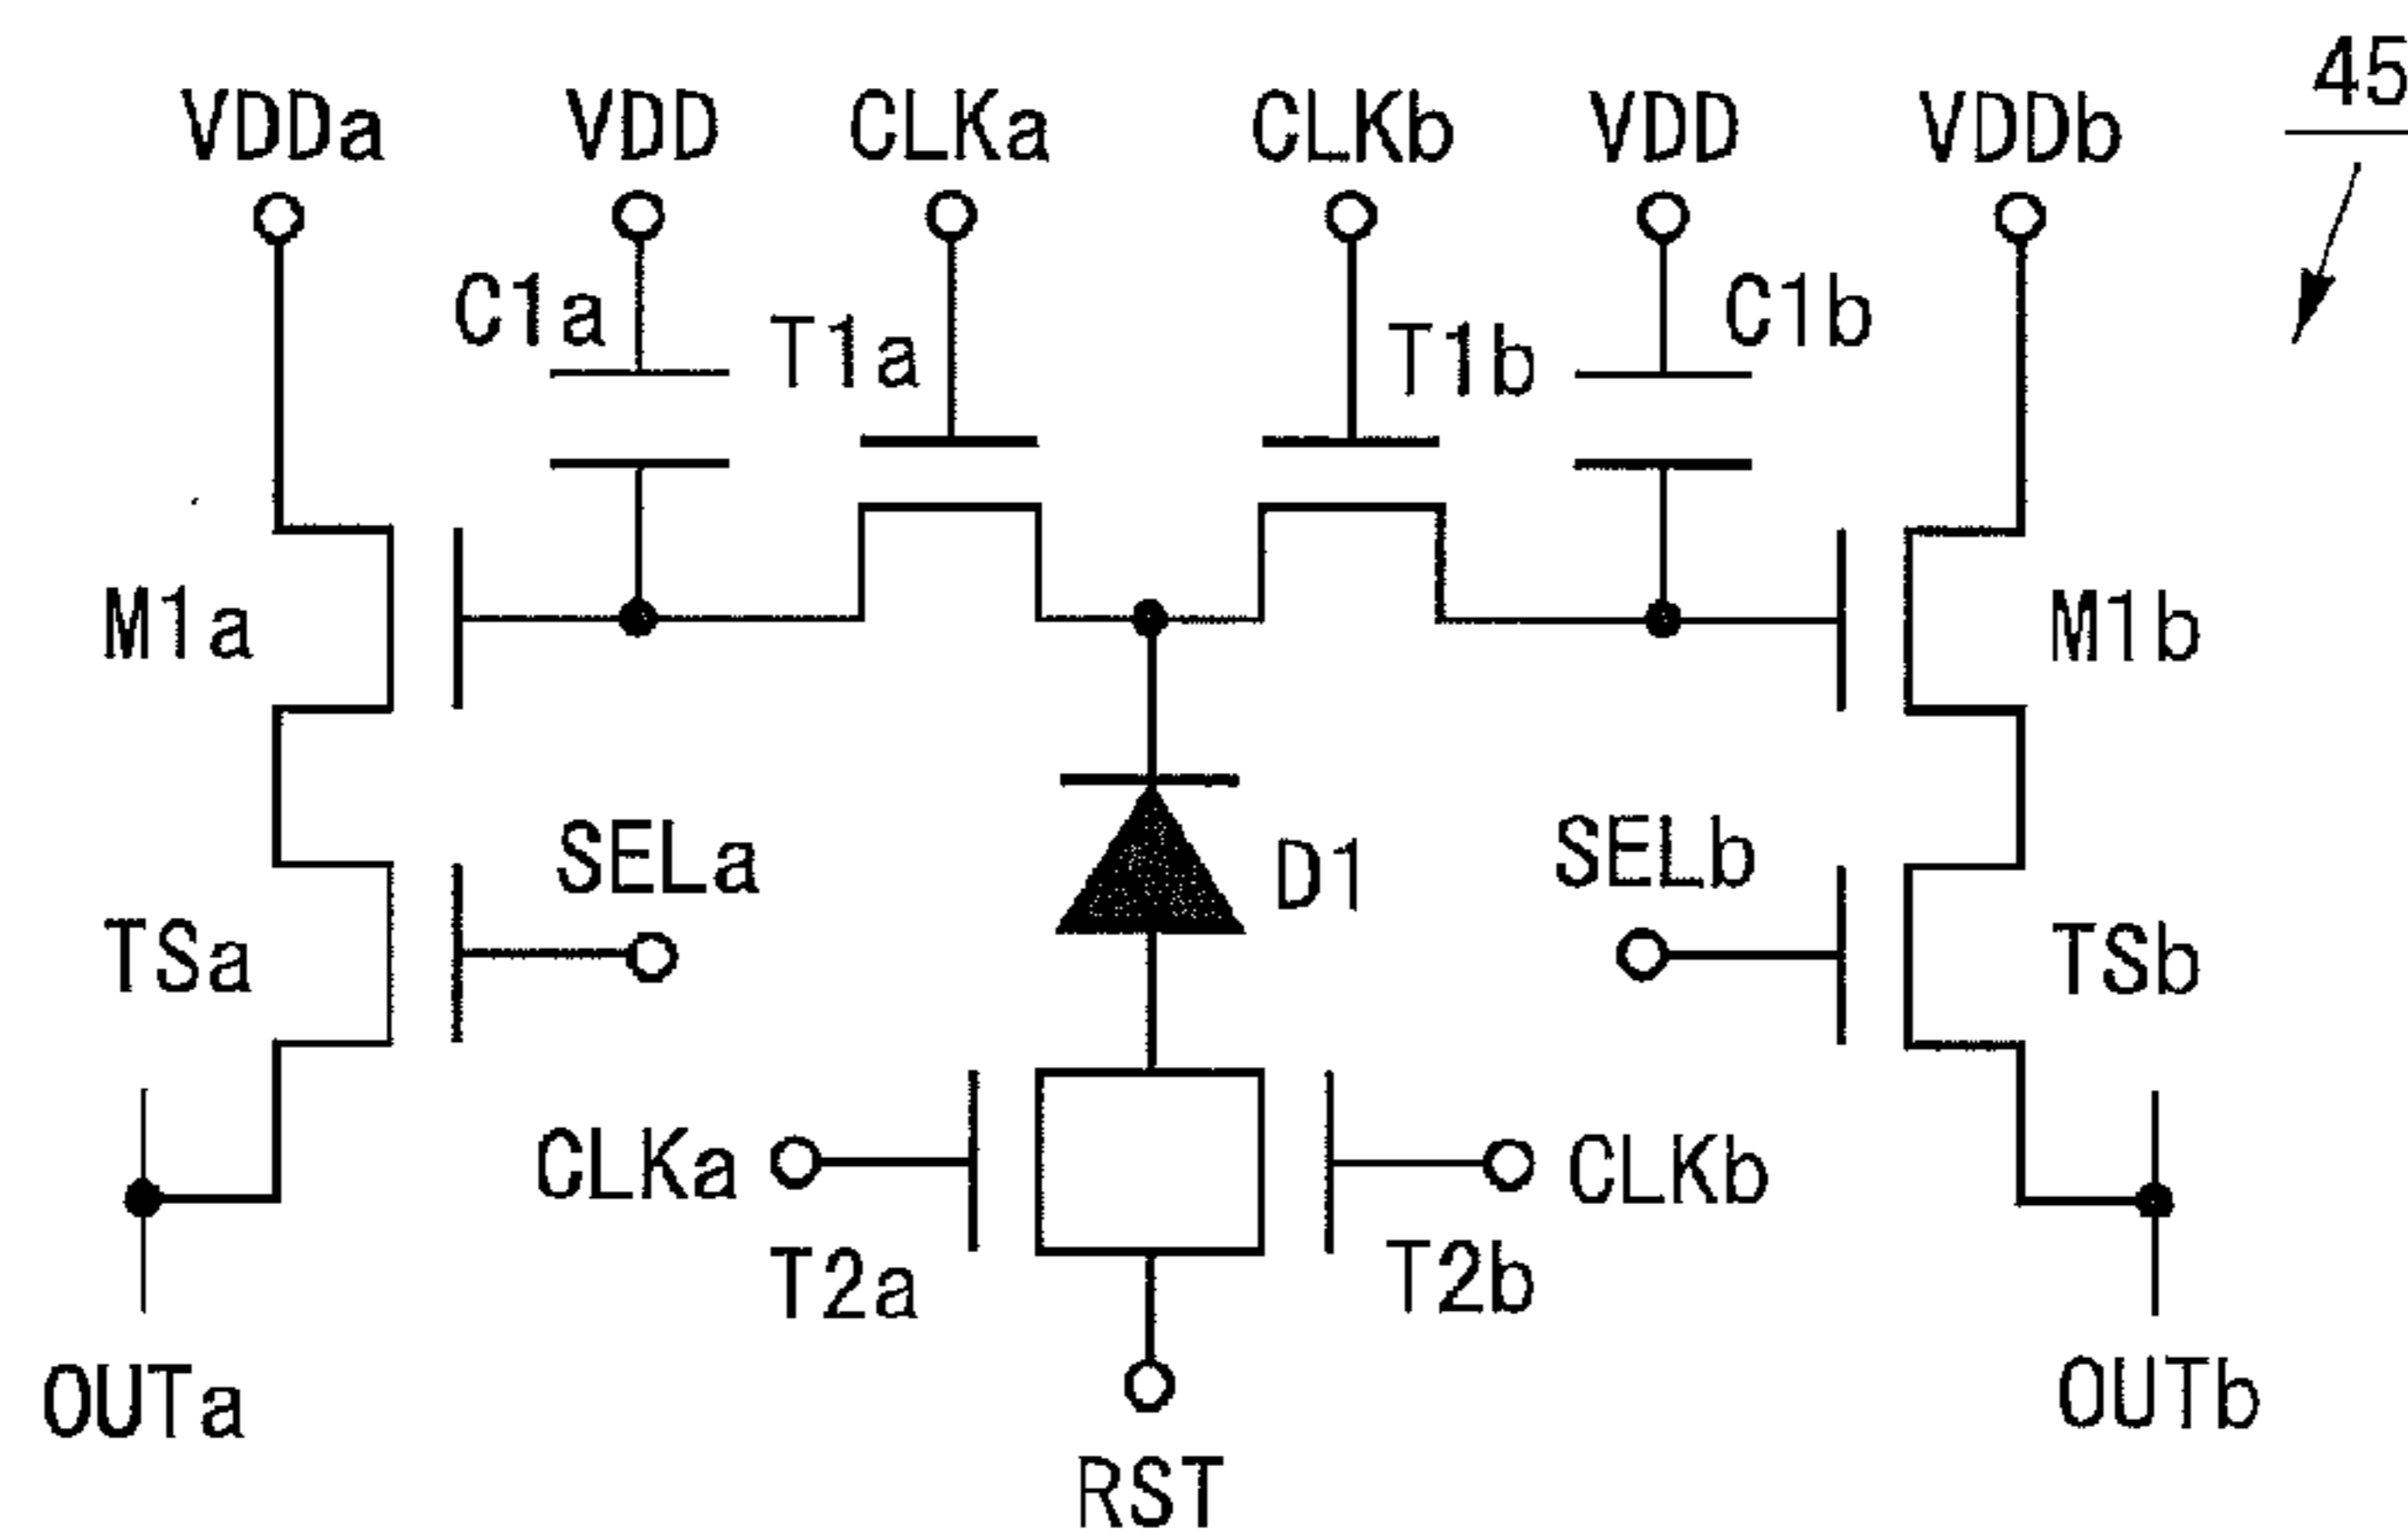 VDDa VDD CLKa CLKb VDD VDDb 45
C1a T1a T1b C1b
M1a M1b
SELa D1 SELb
TSa TSb
CLKa CLKb
T2a T2b
OUTa OUTb
RST